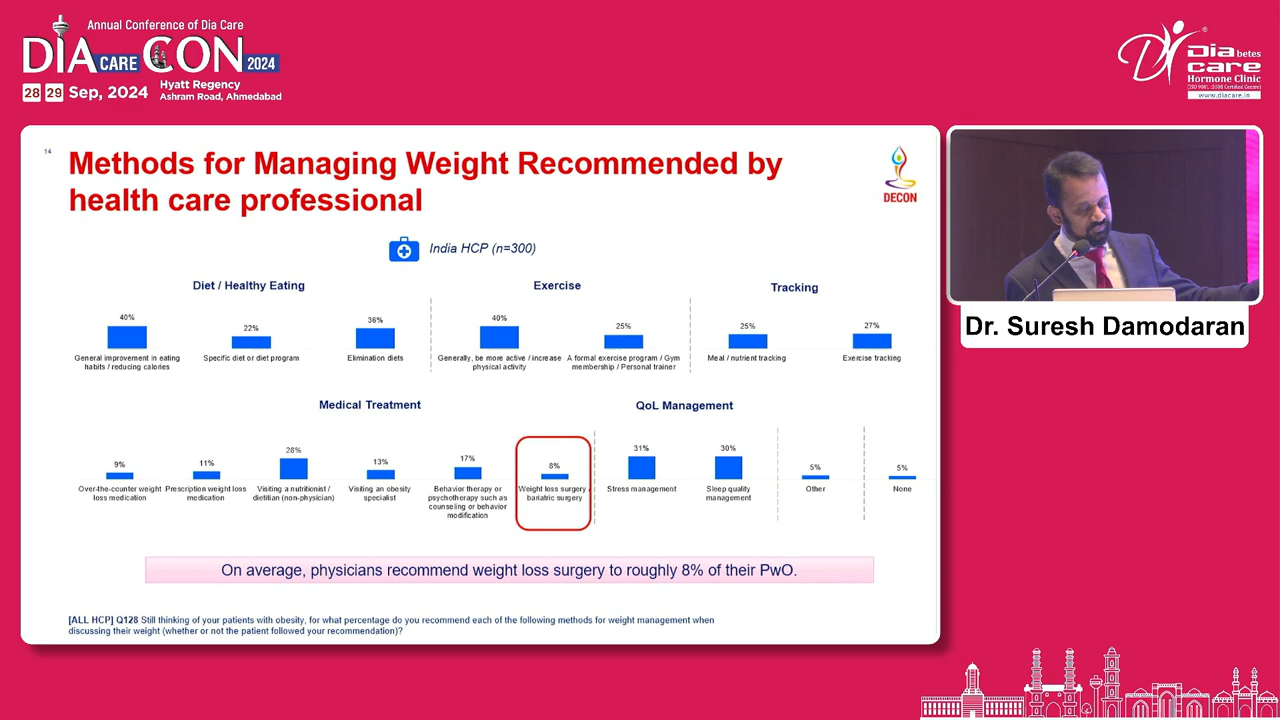 Annual Conference of Dia Care
DIA CARE CON 2024
28 29 Sep, 2024
Hyatt Regency
Ashram Road, Ahmedabad
Diabetes
care
Hormone Clinic
(ISO 9001 : 2008 Certified Centre)
www.diacare.in
14
Methods for Managing Weight Recommended by
health care professional
DECON
India HCP (n=300)
Diet / Healthy Eating
Exercise
Tracking
40%
22%
36%
40%
25%
25%
27%
General improvement in eating
habits / reducing calories
Specific diet or diet program
Elimination diets
Generally, be more active / increase
physical activity
A formal exercise program / Gym
membership / Personal trainer
Meal / nutrient tracking
Exercise tracking
Medical Treatment
QoL Management
9%
11%
28%
13%
17%
8%
31%
30%
5%
5%
Over-the-counter weight
loss medication
Prescription weight loss
medication
Visiting a nutritionist /
dietitian (non-physician)
Visiting an obesity
specialist
Behavior therapy or
psychotherapy such as
counseling or behavior
modification
Weight loss surgery /
bariatric surgery
Stress management
Sleep quality
management
Other
None
On average, physicians recommend weight loss surgery to roughly 8% of their PwO.
[ALL HCP] Q128 Still thinking of your patients with obesity, for what percentage do you recommend each of the following methods for weight management when
discussing their weight (whether or not the patient followed your recommendation)?
Dr. Suresh Damodaran